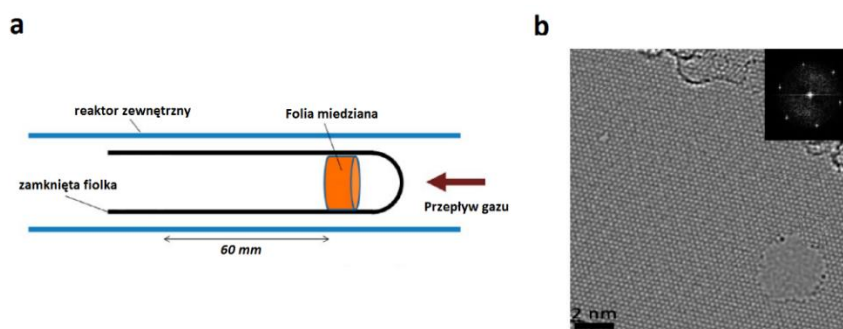 a
b
reaktor zewnętrzny
Folia miedziana
zamknięta fiolka
Przepływ gazu
60 mm
2 nm